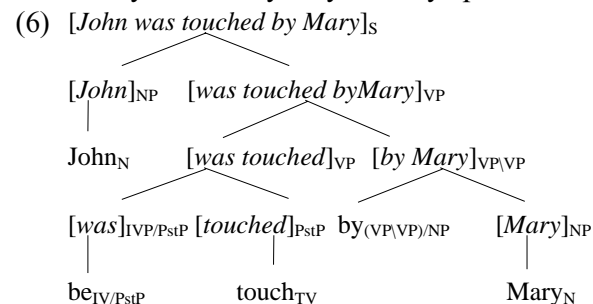 (6) [John was touched by Mary]S
[John]NP [was touched byMary]VP
JohnN [was touched]VP [by Mary]VP\VP
[was]IVP/PstP [touched]PstP by(VP\VP)/NP [Mary]NP
beIV/PstP touchTV MaryN